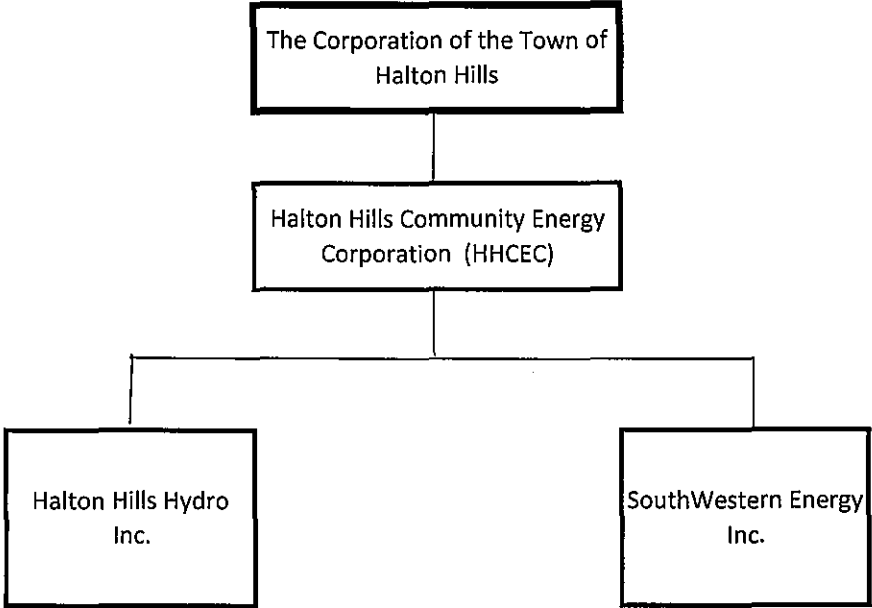 The Corporation of the Town of
Halton Hills
Halton Hills Community Energy
Corporation (HHCEC)
Halton Hills Hydro
Inc.
SouthWestern Energy
Inc.